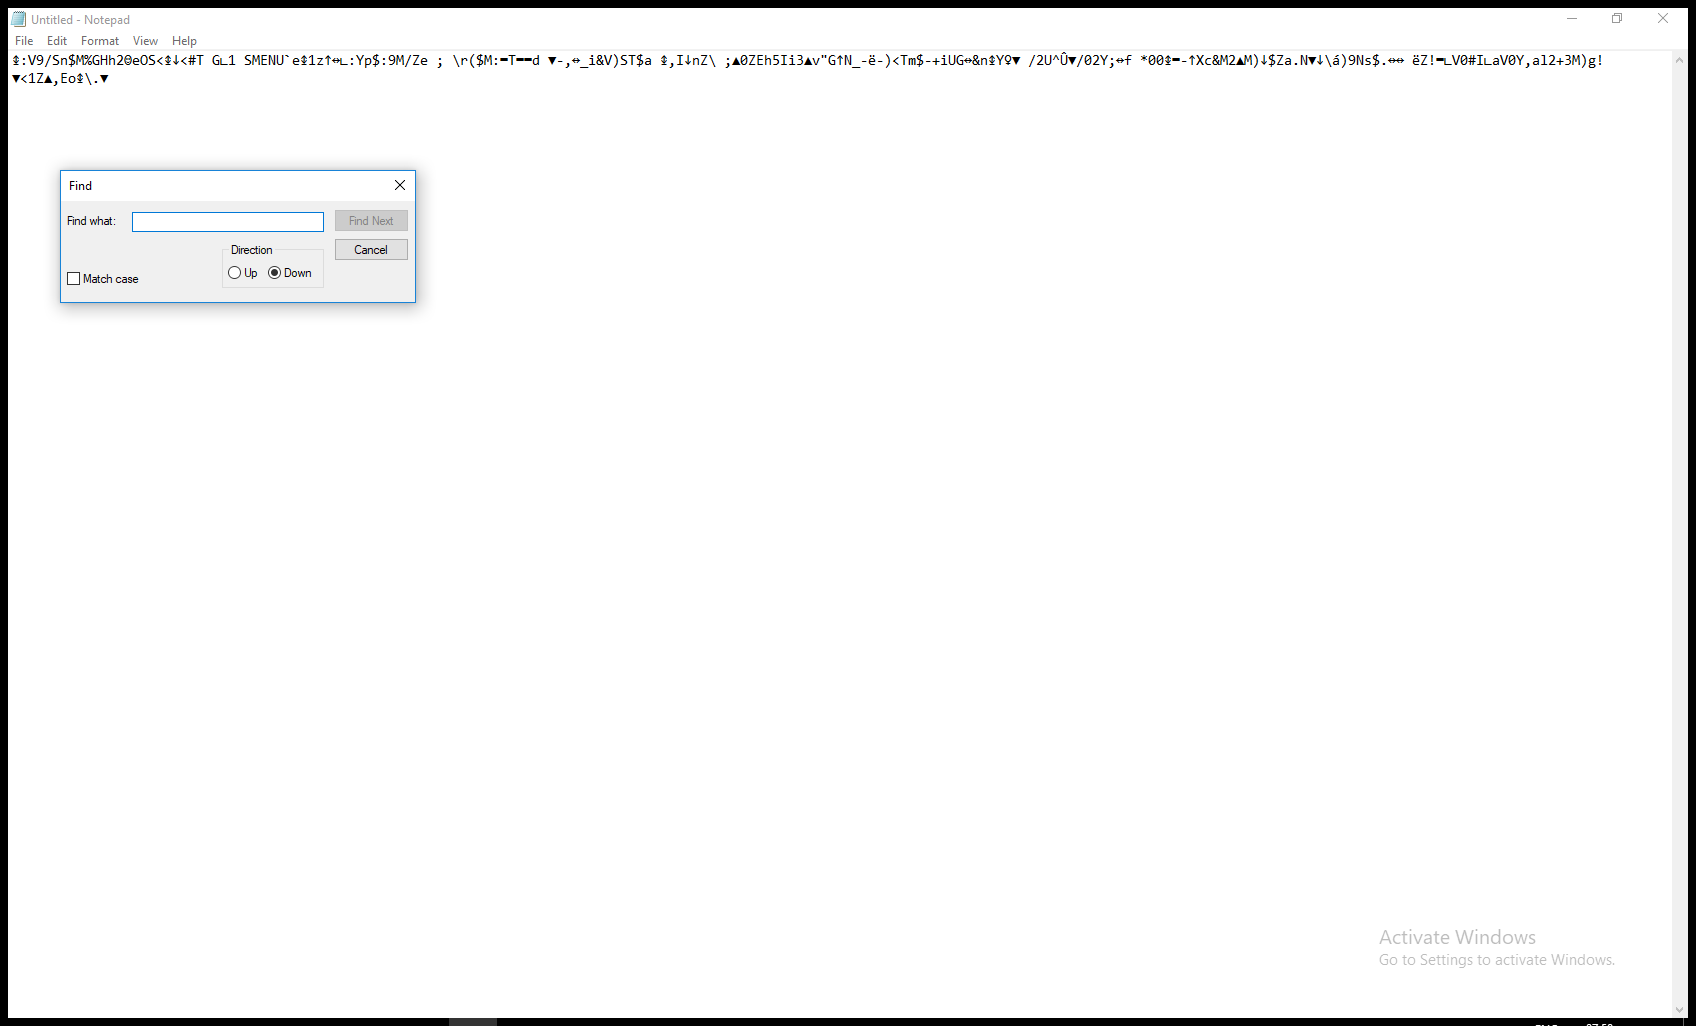 Untitled - Notepad
File Edit Format View Help
‡:V9/Sn$M%GHh2θeOS<‡↓<#T G∟1 SMENU`e‡1z↑↔∟:Yp$:9M/Ze ; \r($M:▬T▬▬d ▼-,↔_i&V)ST$a ‡,I↓nZ\ ;▲0ZEh5Ii3▲v"G↑N_-ë-)<Tm$-+iUG↔&n‡Y♀▼ /2U^Û▼/02Y;↔f *00‡▬-↑Xc&M2▲M)↓$Za.N▼↓\á)9Ns$.↔↔ ëZ!▬∟V0#I∟aV0Y,al2+3M)g!
▼<1Z▲,Eo‡\.▼
Find
Find what:
Find Next
Direction
Cancel
Up Down
Match case
Activate Windows
Go to Settings to activate Windows.